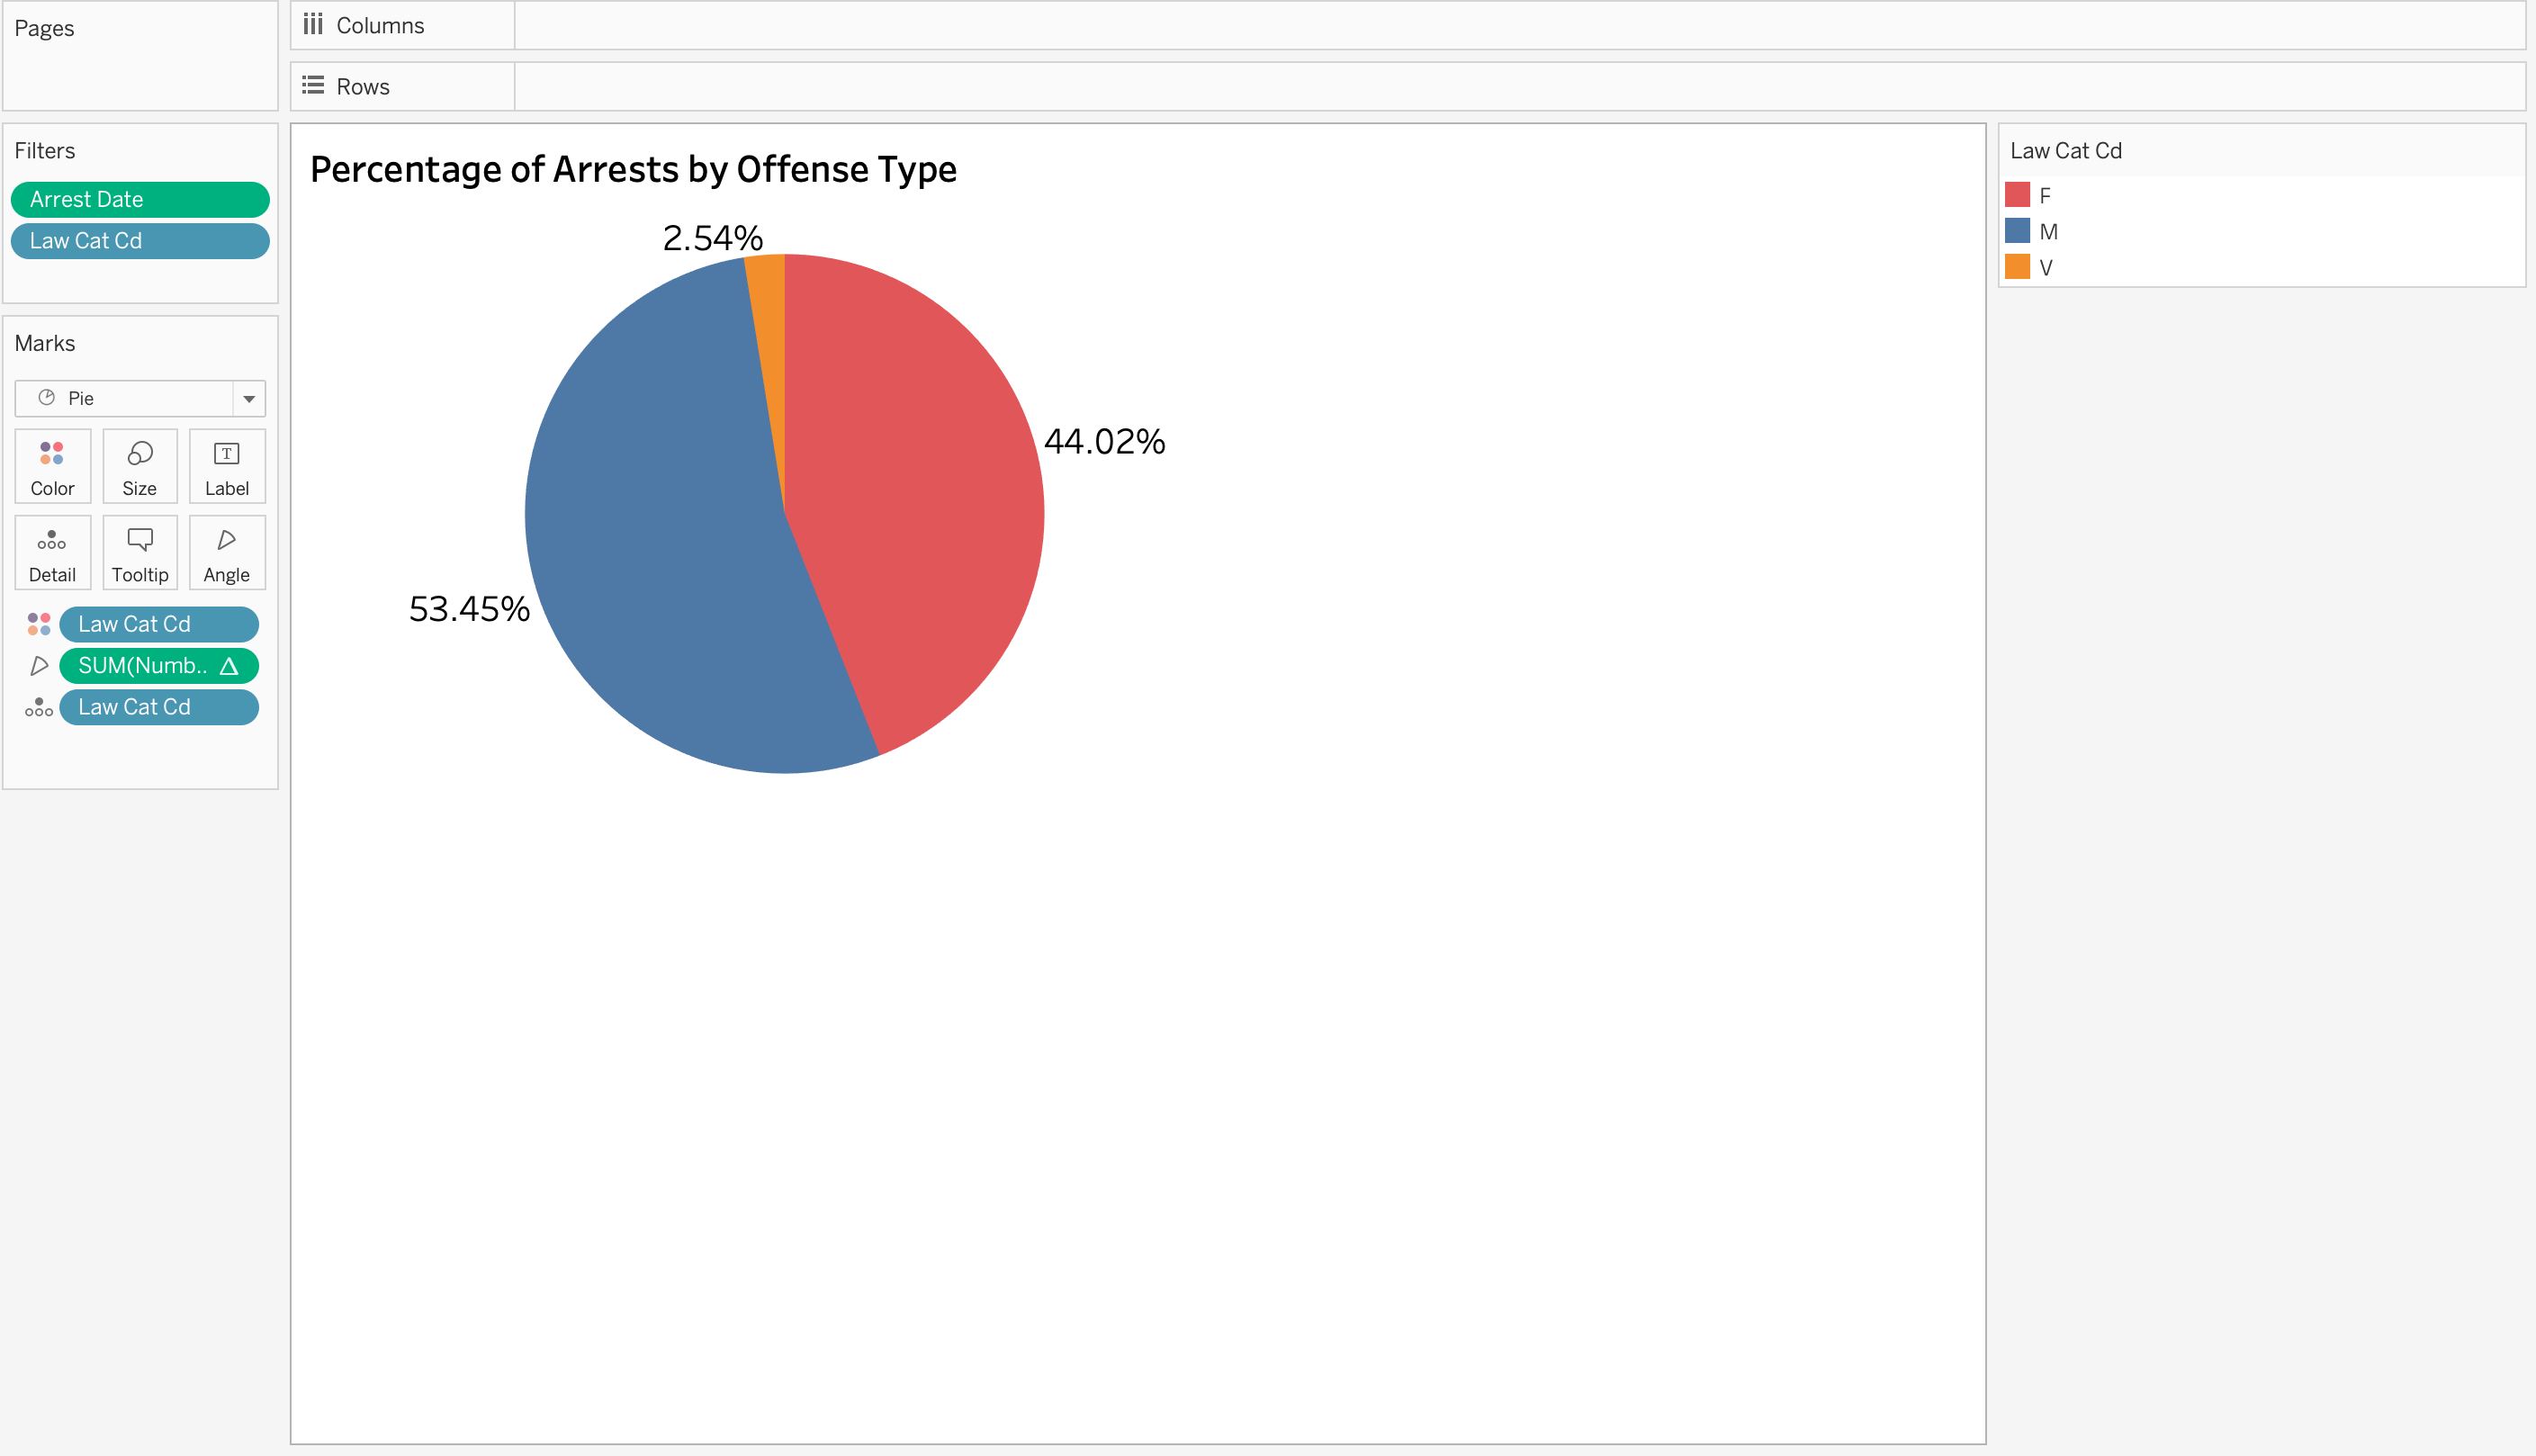 Pages
Columns
Rows
Filters
Arrest Date
Law Cat Cd
Marks
Pie
Color
Size
T
Label
Detail
Tooltip
Angle
Law Cat Cd
SUM(Numb..
Law Cat Cd
Percentage of Arrests by Offense Type
2.54%
44.02%
53.45%
Law Cat Cd
F
M
V